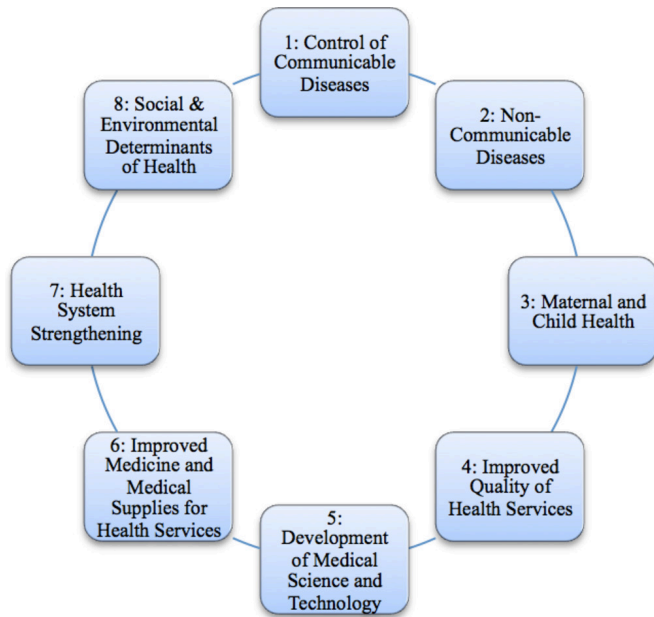 1: Control of
Communicable
Diseases
2: Non-
Communicable
Diseases
3: Maternal and
Child Health
4: Improved
Quality of
Health Services
5:
Development
of Medical
Science and
Technology
6: Improved
Medicine and
Medical
Supplies for
Health Services
7: Health
System
Strengthening
8: Social &
Environmental
Determinants
of Health